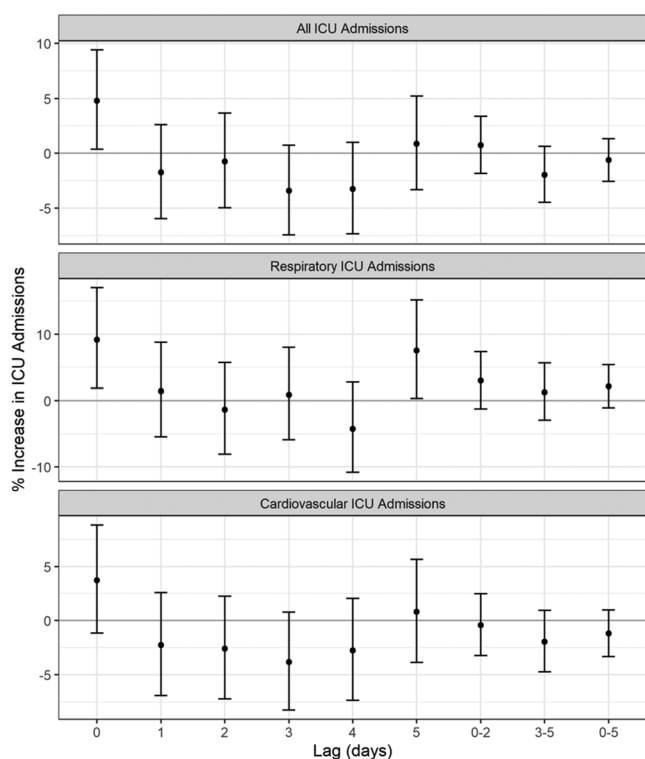 All ICU Admissions
10
5
0
-5
Respiratory ICU Admissions
10
0
-10
% Increase in ICU Admissions
Cardiovascular ICU Admissions
5
0
-5
0 1 2 3 4 5 0-2 3-5 0-5
Lag (days)